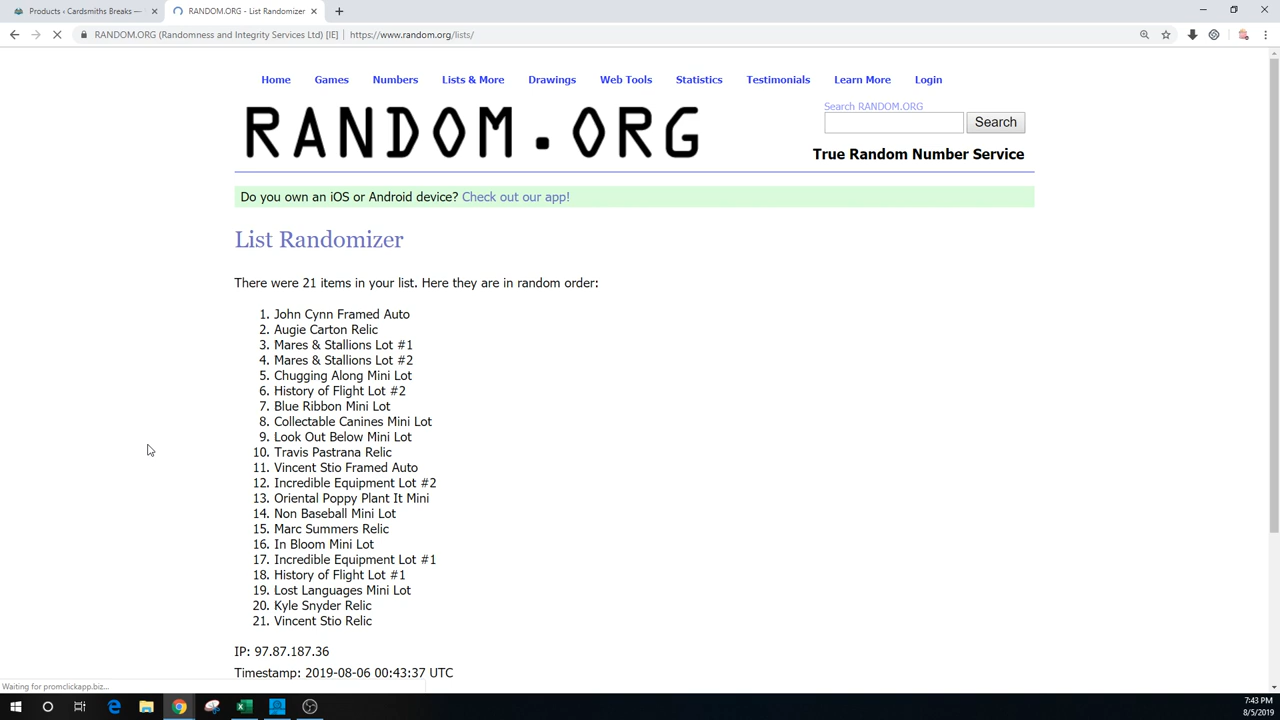 Products ‹ Cardsmiths Breaks —
RANDOM.ORG - List Randomizer
RANDOM.ORG (Randomness and Integrity Services Ltd) [IE]
https://www.random.org/lists/
Home Games Numbers Lists & More Drawings Web Tools Statistics Testimonials Learn More Login
RANDOM.ORG
Search RANDOM.ORG
Search
True Random Number Service
Do you own an iOS or Android device? Check out our app!
List Randomizer
There were 21 items in your list. Here they are in random order:
1. John Cynn Framed Auto
2. Augie Carton Relic
3. Mares & Stallions Lot #1
4. Mares & Stallions Lot #2
5. Chugging Along Mini Lot
6. History of Flight Lot #2
7. Blue Ribbon Mini Lot
8. Collectable Canines Mini Lot
9. Look Out Below Mini Lot
10. Travis Pastrana Relic
11. Vincent Stio Framed Auto
12. Incredible Equipment Lot #2
13. Oriental Poppy Plant It Mini
14. Non Baseball Mini Lot
15. Marc Summers Relic
16. In Bloom Mini Lot
17. Incredible Equipment Lot #1
18. History of Flight Lot #1
19. Lost Languages Mini Lot
20. Kyle Snyder Relic
21. Vincent Stio Relic
IP: 97.87.187.36
Timestamp: 2019-08-06 00:43:37 UTC
Waiting for promclickapp.biz...
7:43 PM
8/5/2019